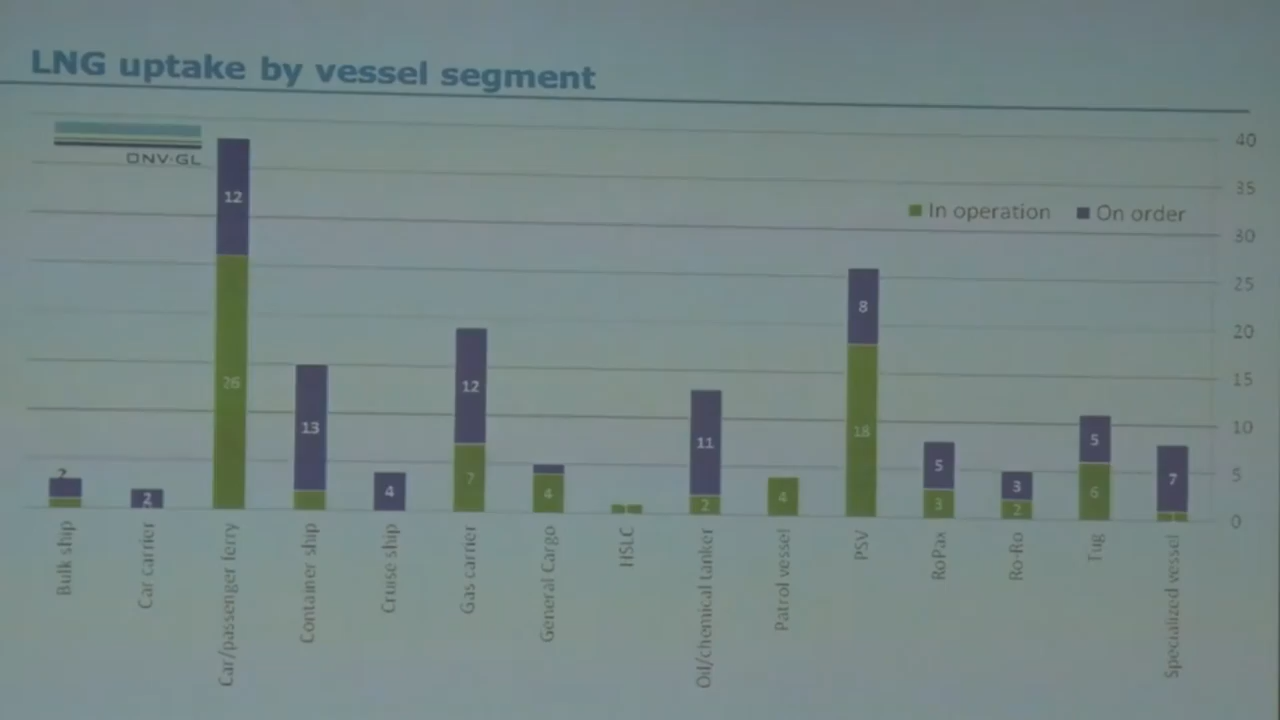 LNG uptake by vessel segment
DNV·GL
In operation
On order
40
35
30
25
20
15
10
5
0
2
2
12
26
13
4
12
7
4
1
11
2
4
8
18
5
3
3
2
5
6
7
1
Bulk ship
Car carrier
Car/passenger ferry
Container ship
Cruise ship
Gas carrier
General Cargo
HSLC
Oil/chemical tanker
Patrol vessel
PSV
RoPax
Ro-Ro
Tug
Specialized vessel